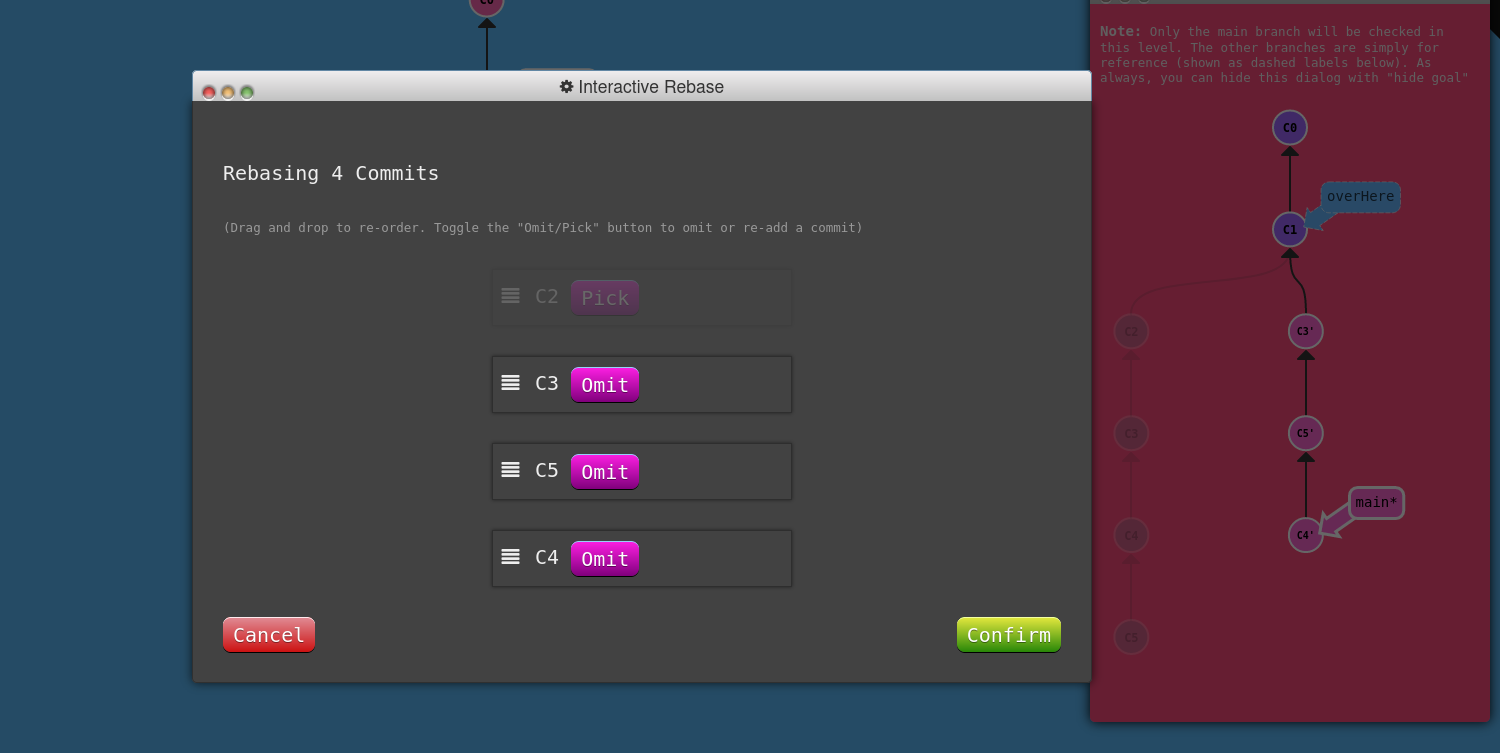 C0
Note: Only the main branch will be checked in
this level. The other branches are simply for
reference (shown as dashed labels below). As
always, you can hide this dialog with "hide goal"
Interactive Rebase
Rebasing 4 Commits
(Drag and drop to re-order. Toggle the "Omit/Pick" button to omit or re-add a commit)
C2 Pick
C3 Omit
C5 Omit
C4 Omit
Cancel
Confirm
C0
overHere
C1
C2
C3'
C3
C5'
main*
C4
C4'
C5